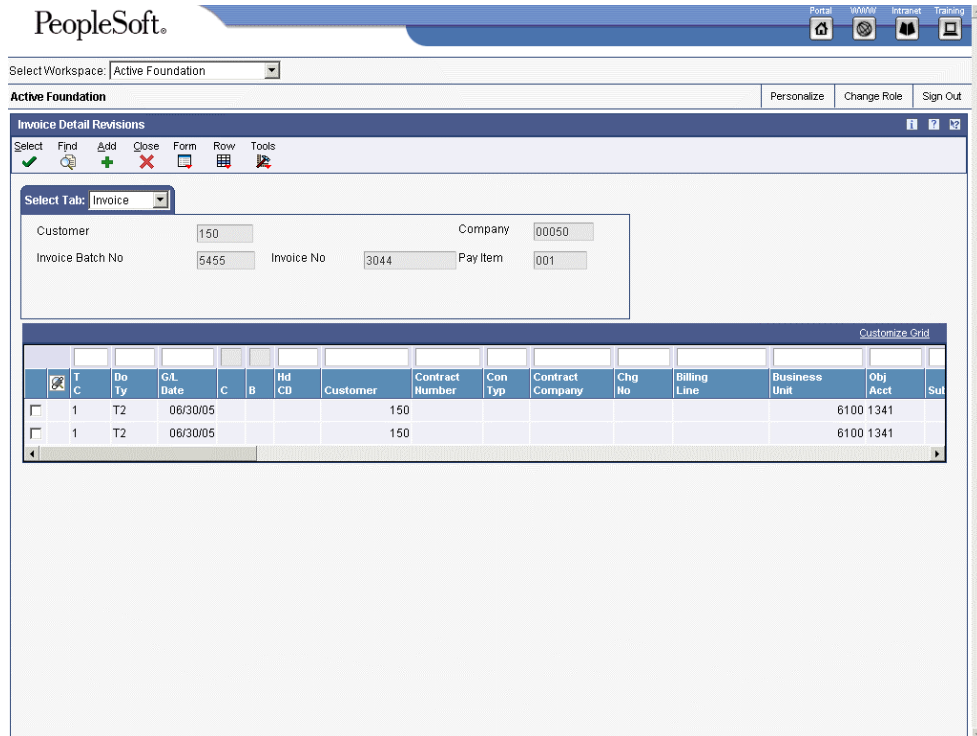 PeopleSoft®
Portal WWW Intranet Training
Select Workspace: Active Foundation
Active Foundation Personalize Change Role Sign Out
Invoice Detail Revisions
Select Find Add Close Form Row Tools
Select Tab: Invoice
Customer 150 Company 00050
Invoice Batch No 5455 Invoice No 3044 Pay Item 001
Customize Grid
T Do G/L Hd Contract Con Contract Chg Billing Business Obj
C Ty Date C B CD Customer Number Typ Company No Line Unit Acct Sub
1 T2 06/30/05 150 6100 1341
1 T2 06/30/05 150 6100 1341